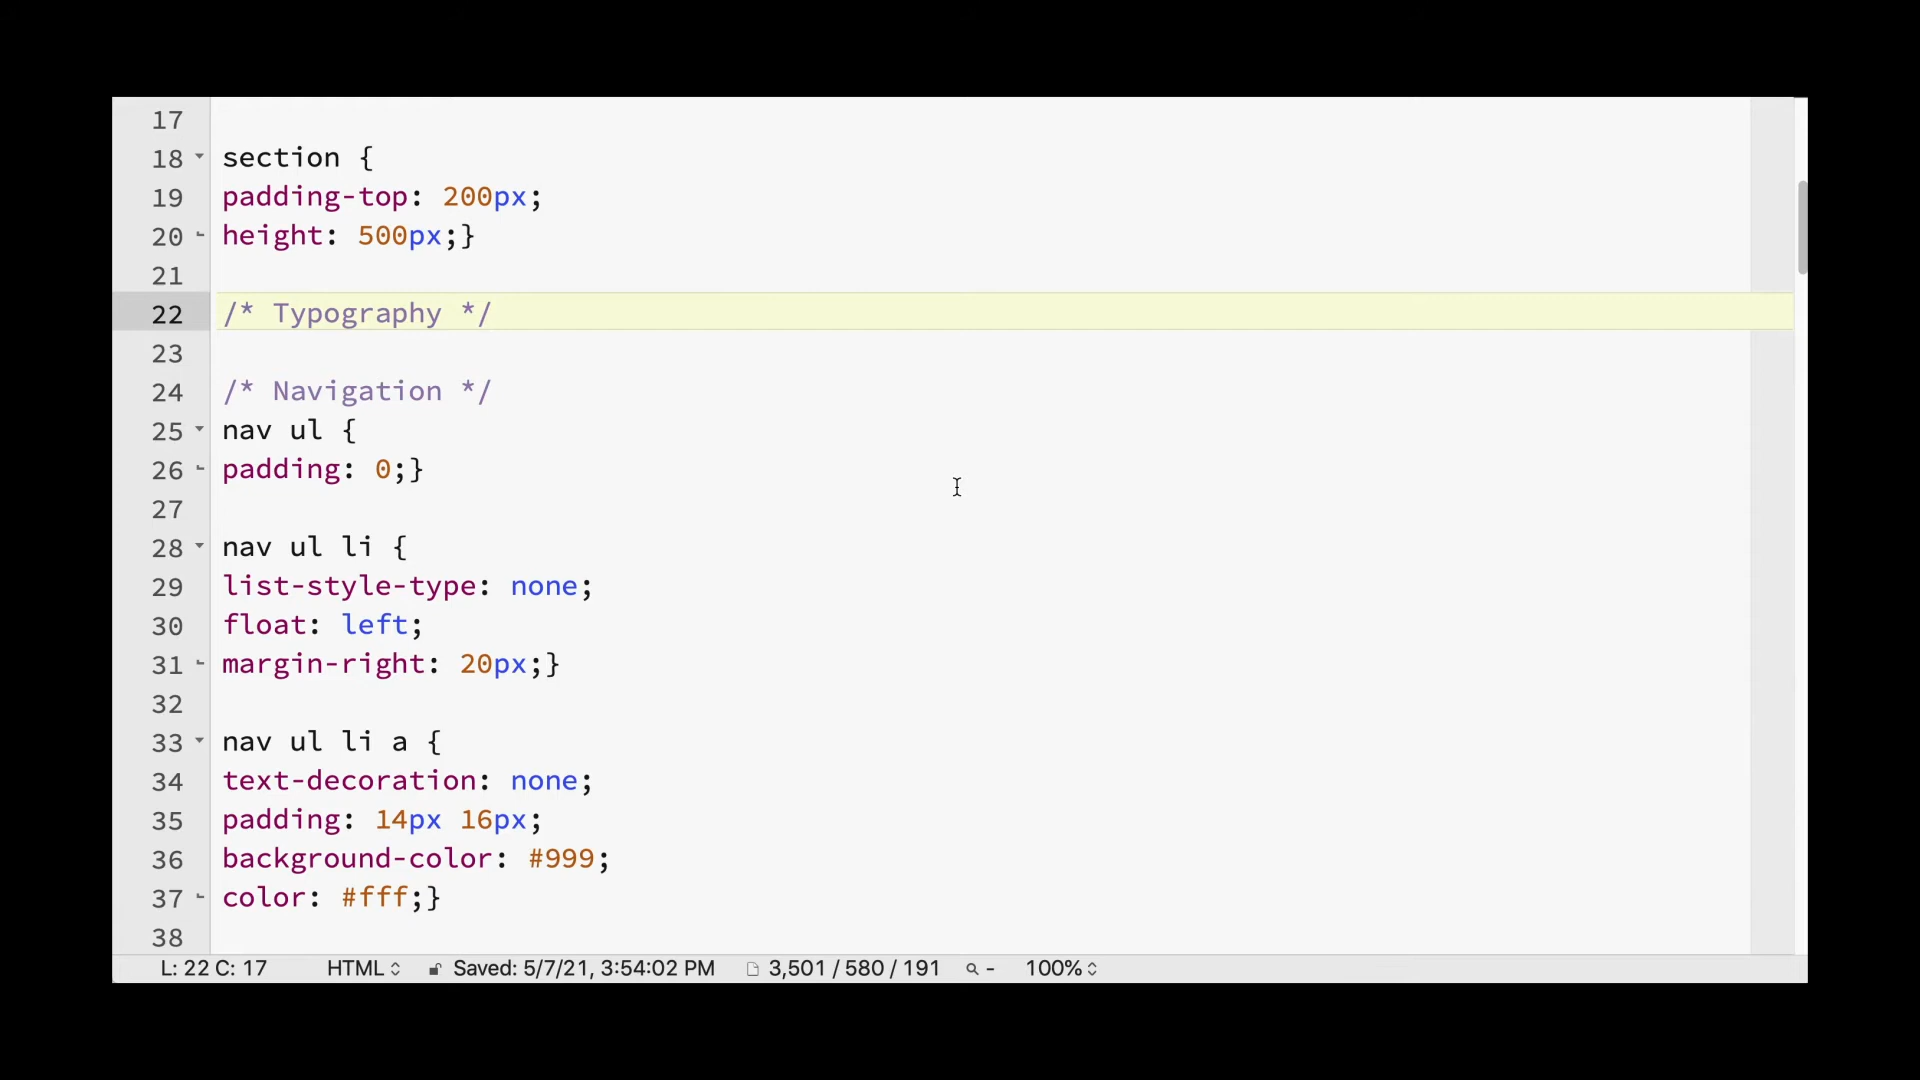 17
18 section {
19 padding-top: 200px;
20 height: 500px;}
21
22 /* Typography */
23
24 /* Navigation */
25 nav ul {
26 padding: 0;}
27
28 nav ul li {
29 list-style-type: none;
30 float: left;
31 margin-right: 20px;}
32
33 nav ul li a {
34 text-decoration: none;
35 padding: 14px 16px;
36 background-color: #999;
37 color: #fff;}
38
L: 22 C: 17 HTML Saved: 5/7/21, 3:54:02 PM 3,501 / 580 / 191 - 100%